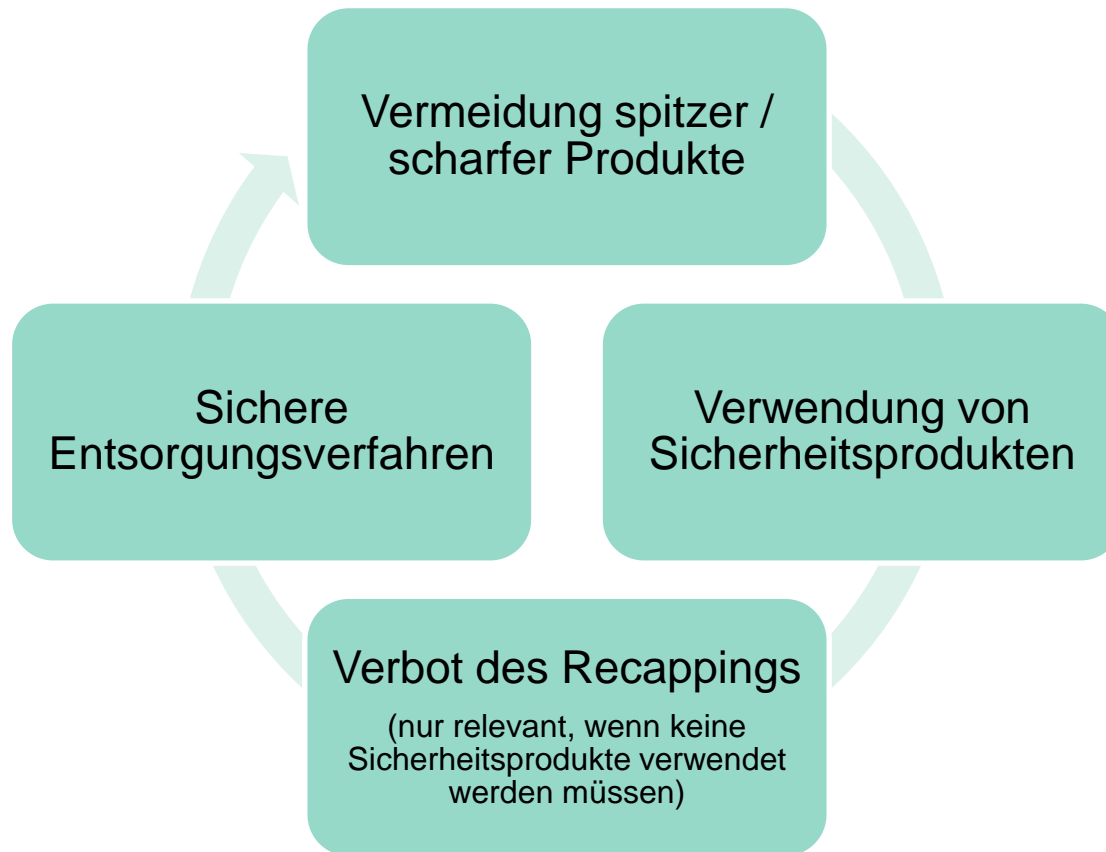 Vermeidung spitzer /
scharfer Produkte
Sichere
Entsorgungsverfahren
Verwendung von
Sicherheitsprodukten
Verbot des Recappings
(nur relevant, wenn keine
Sicherheitsprodukte verwendet
werden müssen)